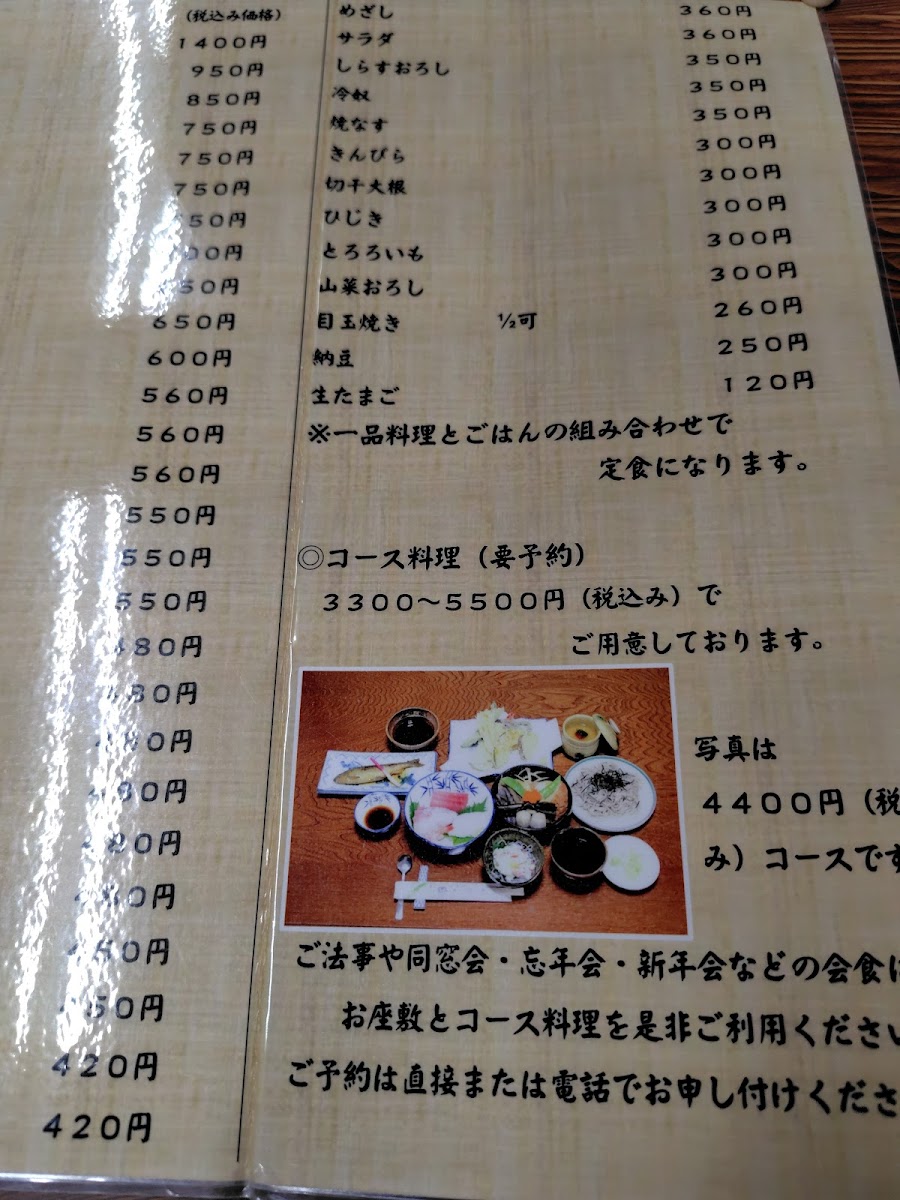 （税込み価格）
1400円
950円
850円
750円
750円
750円
650円
600円
560円
560円
560円
550円
550円
550円
480円
480円
420円
420円
めざし 360円
サラダ 360円
しらすおろし 350円
冷奴 350円
焼なす 350円
きんぴら 300円
切干大根 300円
ひじき 300円
とろろいも 300円
山菜おろし 300円
目玉焼き ½可 260円
納豆 250円
生たまご 120円
※一品料理とごはんの組み合わせで
定食になります。
◎コース料理（要予約）
3300～5500円（税込み）で
ご用意しております。
写真は
4400円（税
み）コースです
ご法事や同窓会・忘年会・新年会などの会食に
お座敷とコース料理を是非ご利用ください
ご予約は直接または電話でお申し付けくださ